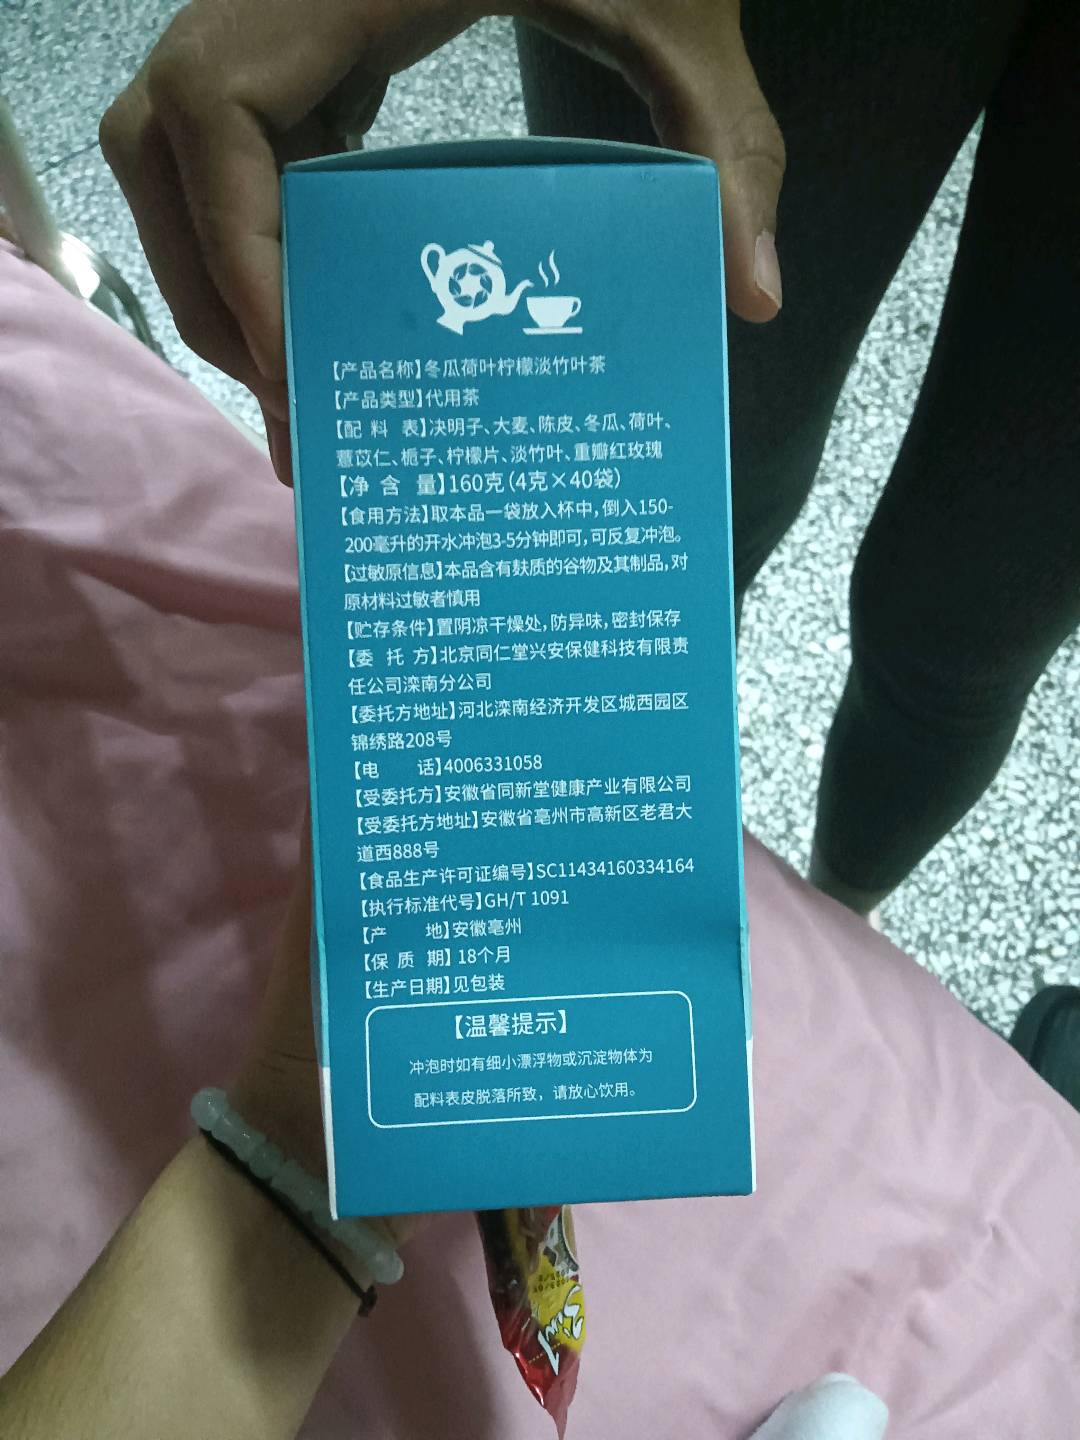 【产品名称】冬瓜荷叶柠檬淡竹叶茶
【产品类型】代用茶
【配 料 表】决明子、大麦、陈皮、冬瓜、荷叶、
薏苡仁、栀子、柠檬片、淡竹叶、重瓣红玫瑰
【净 含 量】160克(4克×40袋)
【食用方法】取本品一袋放入杯中,倒入150-
200毫升的开水冲泡3-5分钟即可,可反复冲泡。
【过敏原信息】本品含有麸质的谷物及其制品,对
原材料过敏者慎用
【贮存条件】置阴凉干燥处,防异味,密封保存
【委 托 方】北京同仁堂兴安保健科技有限责
任公司滦南分公司
【委托方地址】河北滦南经济开发区城西园区
锦绣路208号
【电 话】4006331058
【受委托方】安徽省同新堂健康产业有限公司
【受委托方地址】安徽省亳州市高新区老君大
道西888号
【食品生产许可证编号】SC11434160334164
【执行标准代号】GH/T 1091
【产 地】安徽亳州
【保 质 期】18个月
【生产日期】见包装
【温馨提示】
冲泡时如有细小漂浮物或沉淀物体为
配料表皮脱落所致，请放心饮用。
3in1